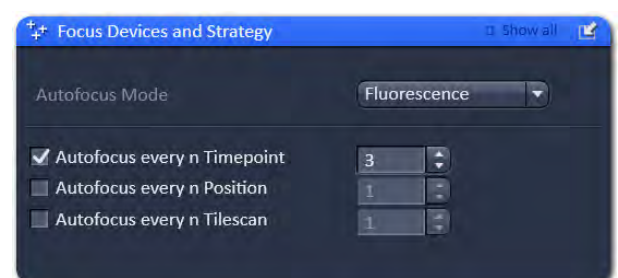 Focus Devices and Strategy Show all
Autofocus Mode Fluorescence
Autofocus every n Timepoint 3
Autofocus every n Position 1
Autofocus every n Tilescan 1